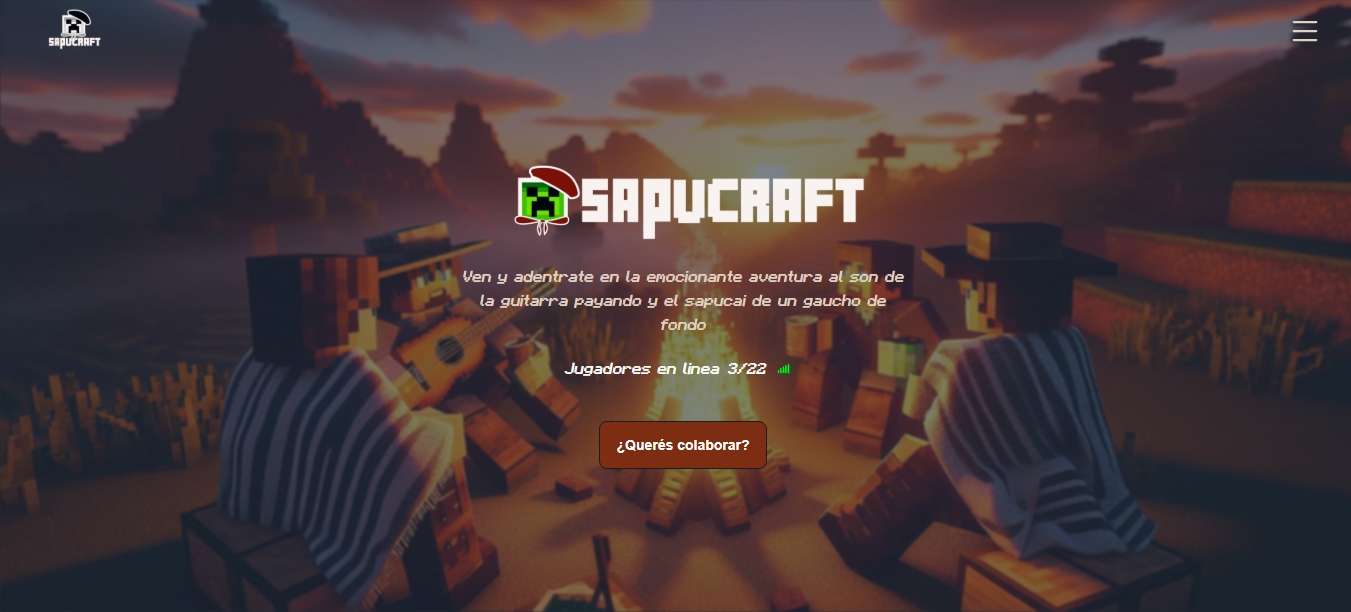 SAPUCRAFT
SAPUCRAFT
Ven y adentrate en la emocionante aventura al son de
la guitarra payando y el sapucai de un gaucho de
fondo
Jugadores en linea 3/22
¿Querés colaborar?